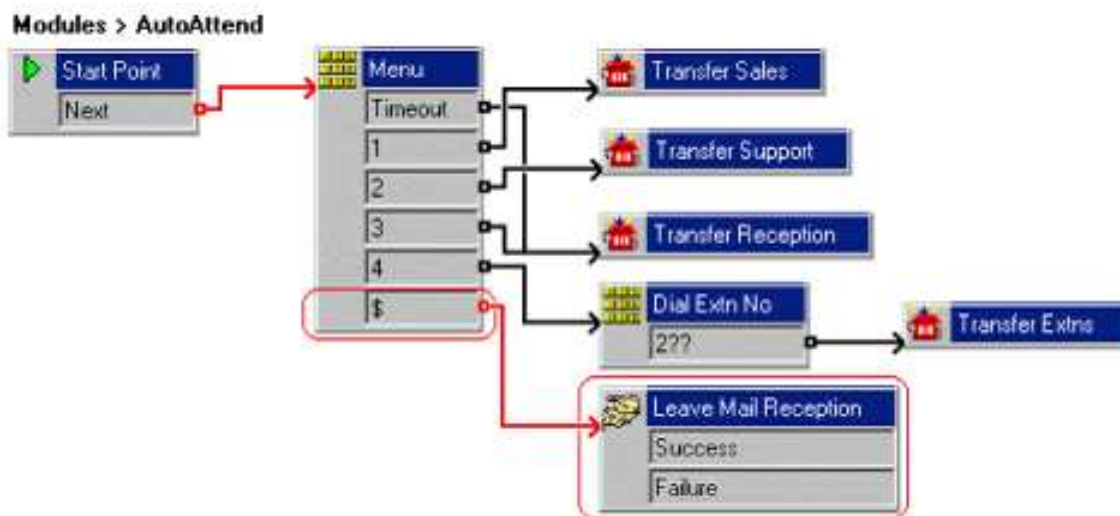 Modules > AutoAttend
Start Point
Next
Menu
Timeout
1
2
3
4
$
Transfer Sales
Transfer Support
Transfer Reception
Dial Extn No
2??
Transfer Extns
Leave Mail Reception
Success
Failure